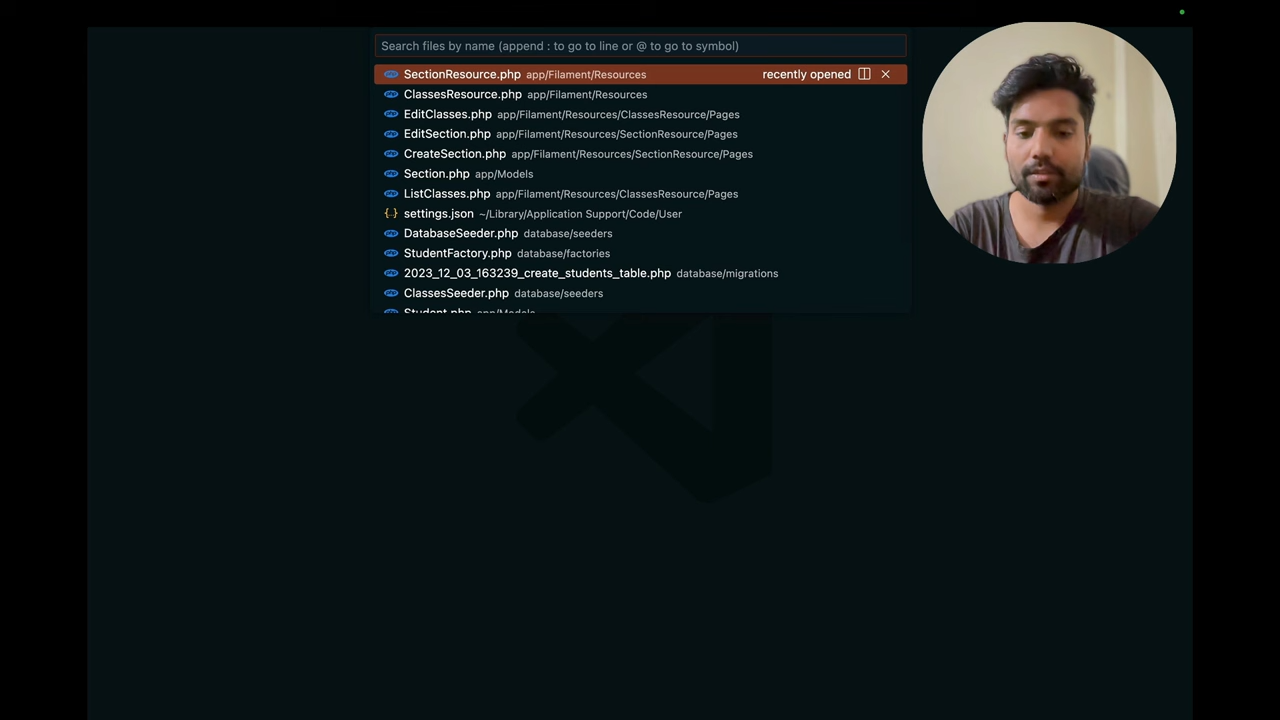 Search files by name (append : to go to line or @ to go to symbol)
SectionResource.php app/Filament/Resources recently opened
ClassesResource.php app/Filament/Resources
EditClasses.php app/Filament/Resources/ClassesResource/Pages
EditSection.php app/Filament/Resources/SectionResource/Pages
CreateSection.php app/Filament/Resources/SectionResource/Pages
Section.php app/Models
ListClasses.php app/Filament/Resources/ClassesResource/Pages
{} settings.json ~/Library/Application Support/Code/User
DatabaseSeeder.php database/seeders
StudentFactory.php database/factories
2023_12_03_163239_create_students_table.php database/migrations
ClassesSeeder.php database/seeders
Student.php app/Models